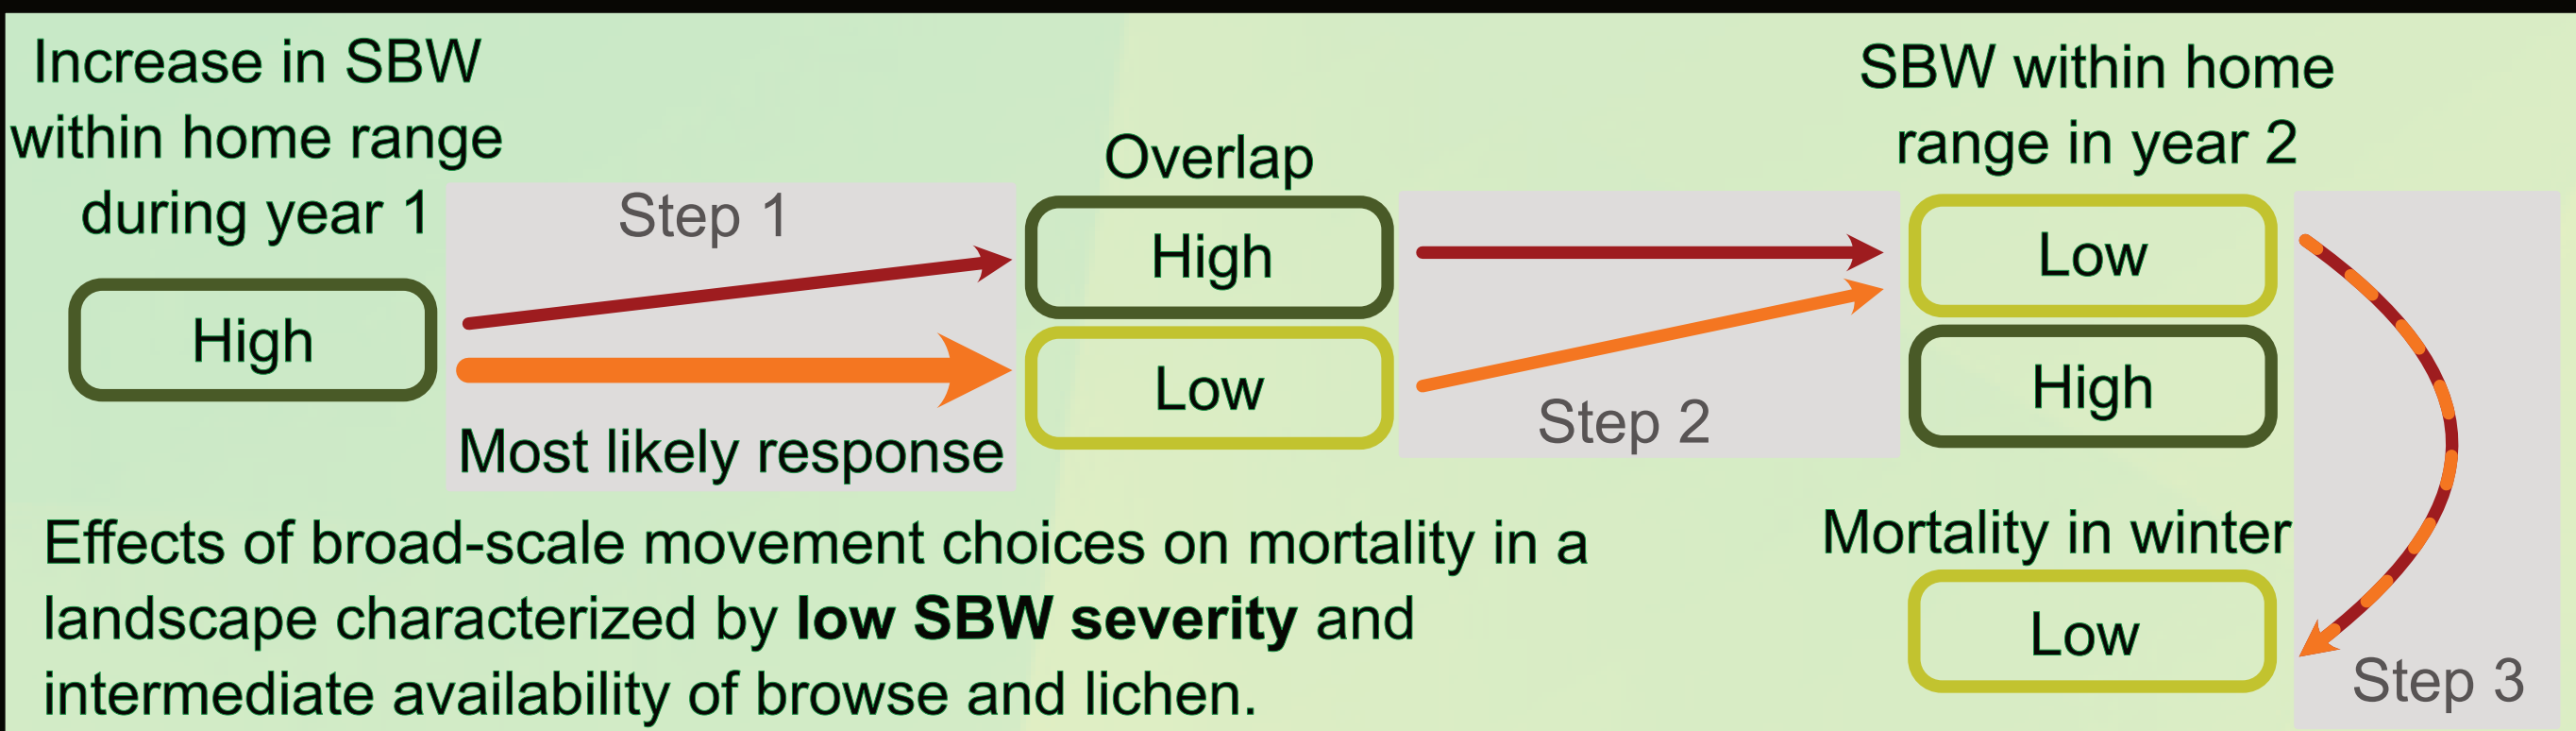 Increase in SBW
within home range
during year 1
High
Step 1
Most likely response
Overlap
High
Low
Step 2
SBW within home
range in year 2
Low
High
Mortality in winter
Low
Step 3
Effects of broad-scale movement choices on mortality in a
landscape characterized by low SBW severity and
intermediate availability of browse and lichen.